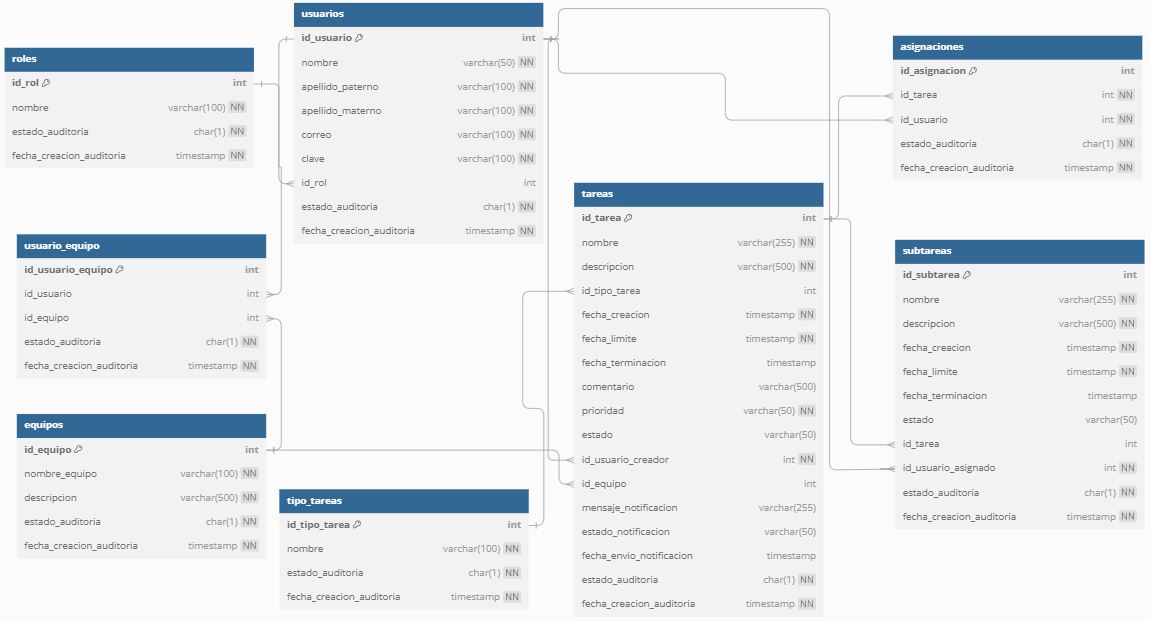 roles
id_rol int
nombre varchar(100) NN
estado_auditoria char(1) NN
fecha_creacion_auditoria timestamp NN
usuarios
id_usuario int
nombre varchar(50) NN
apellido_paterno varchar(100) NN
apellido_materno varchar(100) NN
correo varchar(100) NN
clave varchar(100) NN
id_rol int
estado_auditoria char(1) NN
fecha_creacion_auditoria timestamp NN
asignaciones
id_asignacion int
id_tarea int NN
id_usuario int NN
estado_auditoria char(1) NN
fecha_creacion_auditoria timestamp NN
usuario_equipo
id_usuario_equipo int
id_usuario int
id_equipo int
estado_auditoria char(1) NN
fecha_creacion_auditoria timestamp NN
tareas
id_tarea int
nombre varchar(255) NN
descripcion varchar(500) NN
id_tipo_tarea int
fecha_creacion timestamp NN
fecha_limite timestamp NN
fecha_terminacion timestamp
comentario varchar(500)
prioridad varchar(50) NN
estado varchar(50)
id_usuario_creador int NN
id_equipo int
mensaje_notificacion varchar(255)
estado_notificacion varchar(50)
fecha_envio_notificacion timestamp
estado_auditoria char(1) NN
fecha_creacion_auditoria timestamp NN
subtareas
id_subtarea int
nombre varchar(255) NN
descripcion varchar(500) NN
fecha_creacion timestamp NN
fecha_limite timestamp NN
fecha_terminacion timestamp
estado varchar(50)
id_tarea int
id_usuario_asignado int NN
estado_auditoria char(1) NN
fecha_creacion_auditoria timestamp NN
equipos
id_equipo int
nombre_equipo varchar(100) NN
descripcion varchar(500) NN
estado_auditoria char(1) NN
fecha_creacion_auditoria timestamp NN
tipo_tareas
id_tipo_tarea int
nombre varchar(100) NN
estado_auditoria char(1) NN
fecha_creacion_auditoria timestamp NN